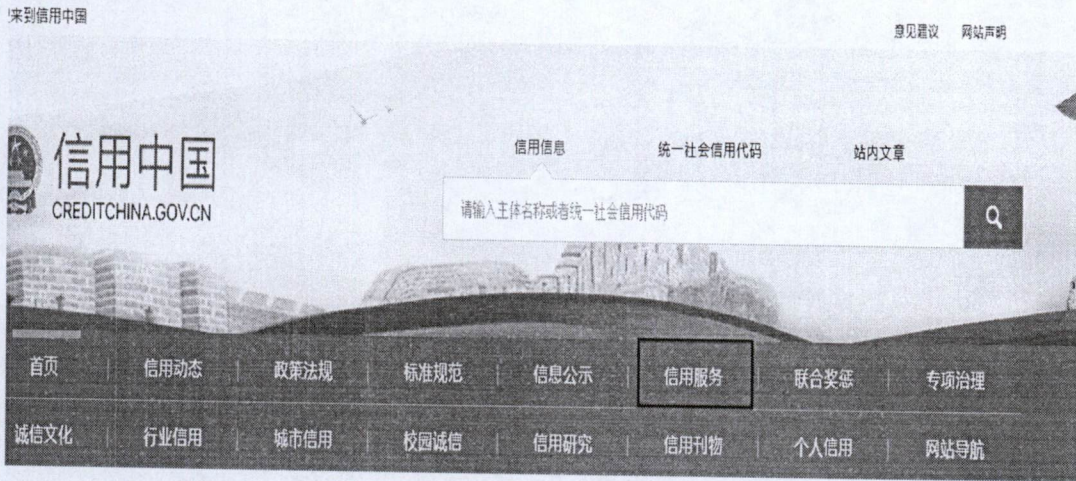 来到信用中国
意见建议 网站声明
信用中国
CREDITCHINA.GOV.CN
信用信息 统一社会信用代码 站内文章
请输入主体名称或者统一社会信用代码
首页 信用动态 政策法规 标准规范 信息公示 信用服务 联合奖惩 专项治理
诚信文化 行业信用 城市信用 校园诚信 信用研究 信用刊物 个人信用 网站导航